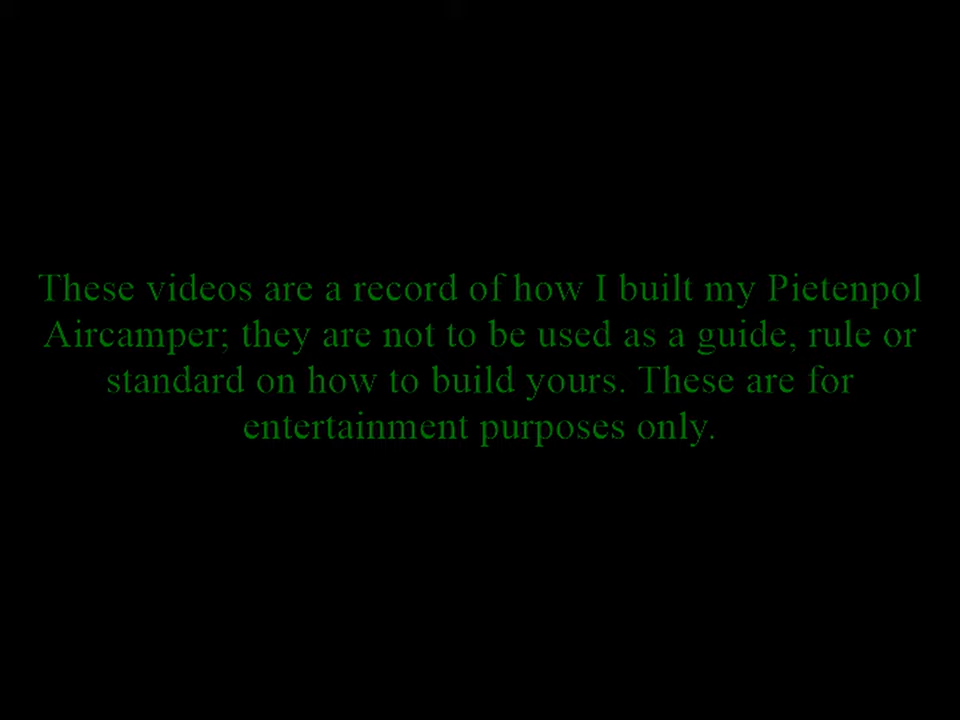 These videos are a record of how I built my Pietenpol
Aircamper; they are not to be used as a guide, rule or
standard on how to build yours. These are for
entertainment purposes only.